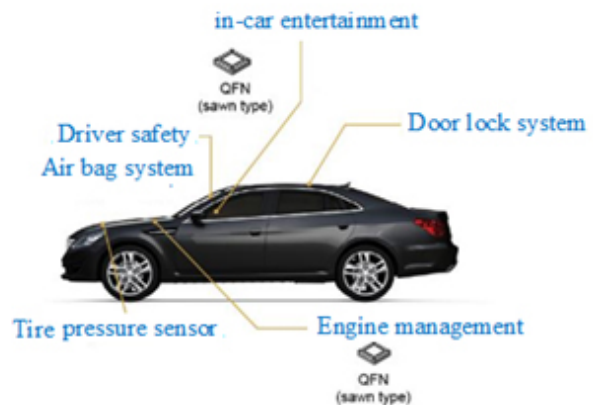 in-car entertainment
QFN
(sawn type)
Driver safety
Air bag system
Door lock system
Tire pressure sensor
Engine management
QFN
(sawn type)